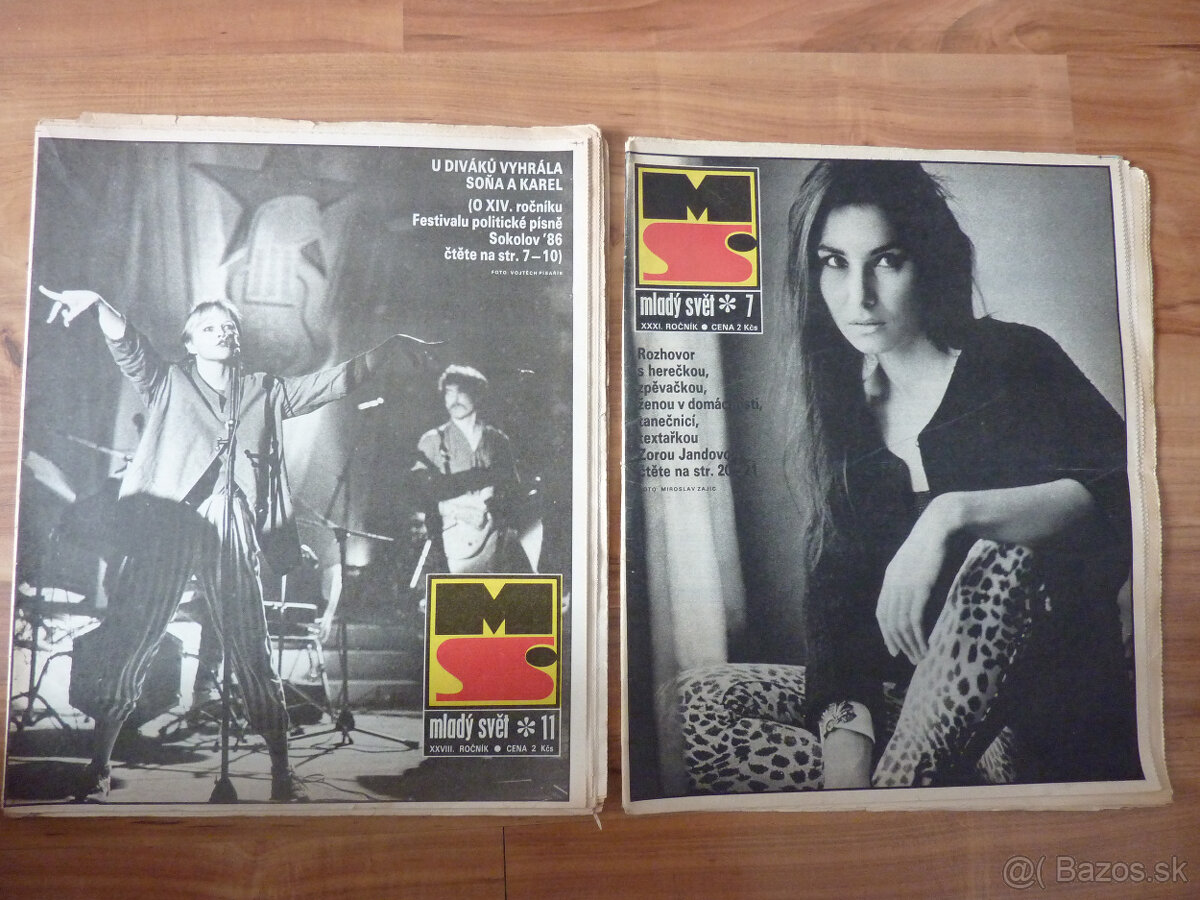 U DIVÁKŮ VYHRÁLA
SOŇA A KAREL
(O XIV. ročníku
Festivalu politické písně
Sokolov '86
čtěte na str. 7–10)
FOTO VOJTĚCH PÍSAŘÍK
MS
mladý svět * 11
XXVIII. ROČNÍK ● CENA 2 Kčs
MS
mladý svět * 7
XXXI. ROČNÍK ● CENA 2 Kčs
Rozhovor
s herečkou,
zpěvačkou,
ženou v domácnosti,
tanečnicí,
textařkou
Zorou Jandovou
čtěte na str. 20–21
FOTO MIROSLAV ZAJÍC
@( Bazos.sk